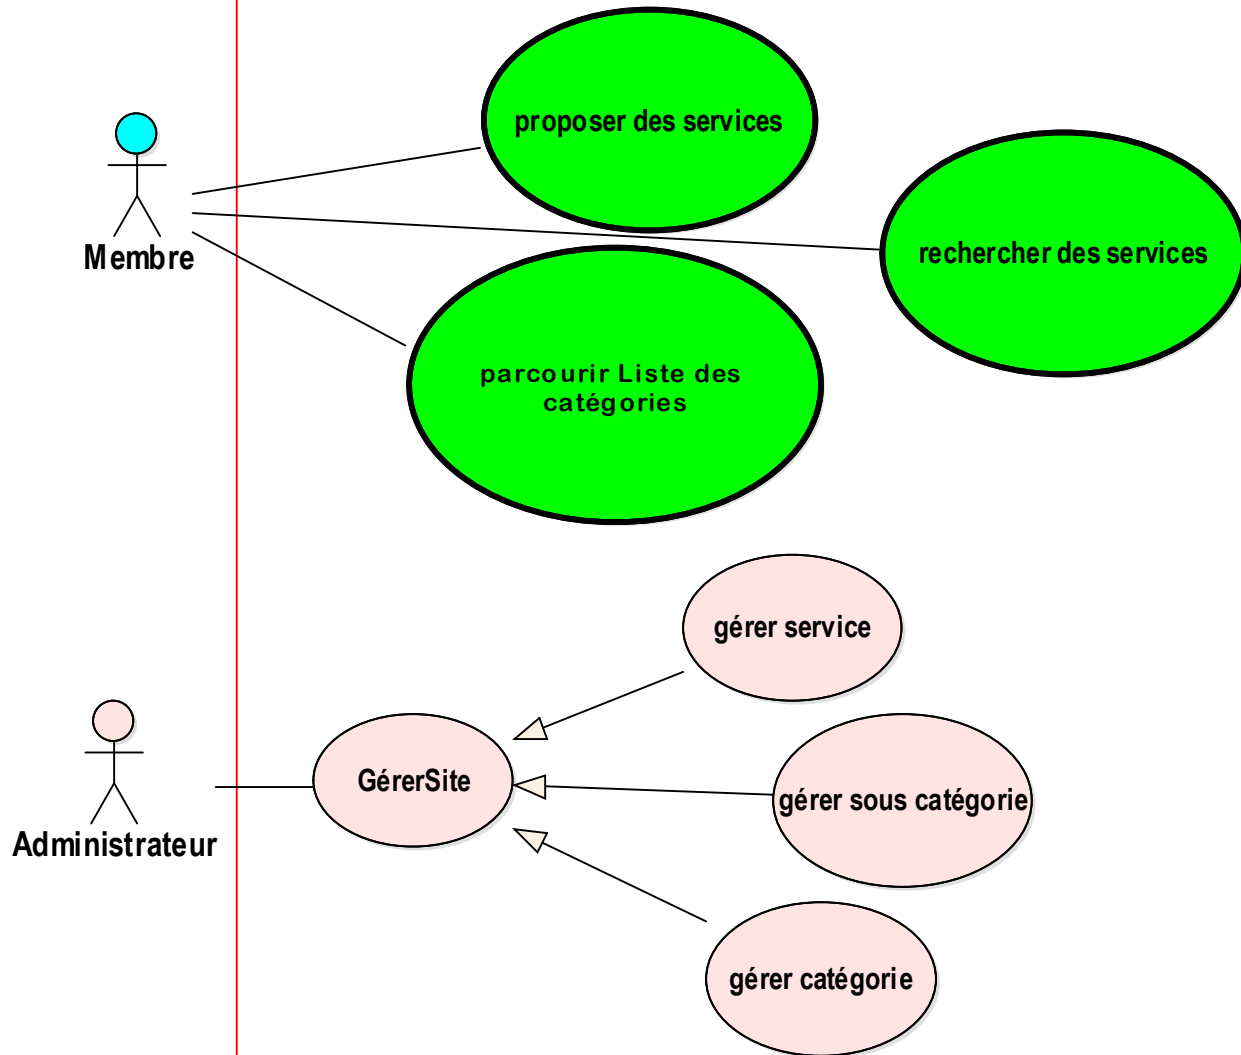 proposer des services
rechercher des services
Membre
parcourir Liste des
catégories
gérer service
GérerSite
gérer sous catégorie
Administrateur
gérer catégorie